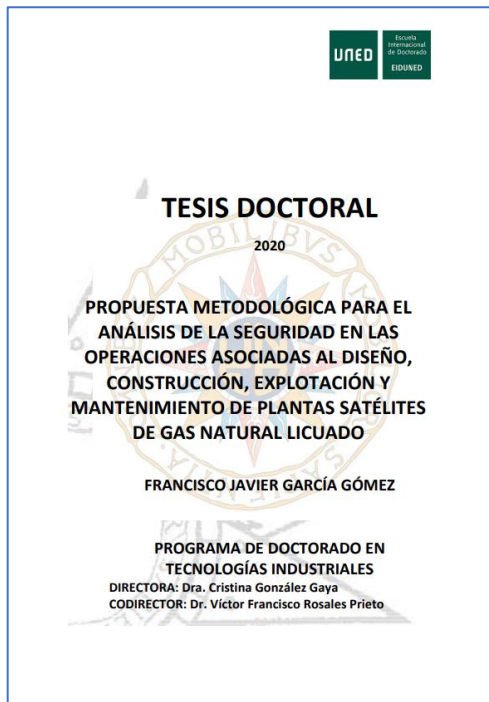 UNED
Escuela
Internacional
de Doctorado
EIDUNED
TESIS DOCTORAL
2020
PROPUESTA METODOLÓGICA PARA EL
ANÁLISIS DE LA SEGURIDAD EN LAS
OPERACIONES ASOCIADAS AL DISEÑO,
CONSTRUCCIÓN, EXPLOTACIÓN Y
MANTENIMIENTO DE PLANTAS SATÉLITES
DE GAS NATURAL LICUADO
FRANCISCO JAVIER GARCÍA GÓMEZ
PROGRAMA DE DOCTORADO EN
TECNOLOGÍAS INDUSTRIALES
DIRECTORA: Dra. Cristina González Gaya
CODIRECTOR: Dr. Víctor Francisco Rosales Prieto
MOBILIBVS